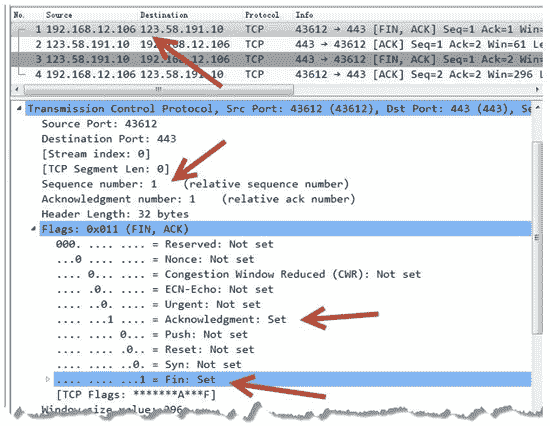 No. Source Destination Protocol Info
1 192.168.12.106 123.58.191.10 TCP 43612 → 443 [FIN, ACK] Seq=1 Ack=1 Win=
2 123.58.191.10 192.168.12.106 TCP 443 → 43612 [ACK] Seq=1 Ack=2 Win=61 Le
3 123.58.191.10 192.168.12.106 TCP 443 → 43612 [FIN, ACK] Seq=1 Ack=2 Win=
4 192.168.12.106 123.58.191.10 TCP 43612 → 443 [ACK] Seq=2 Ack=2 Win=296 L
Transmission Control Protocol, Src Port: 43612 (43612), Dst Port: 443 (443), Se
Source Port: 43612
Destination Port: 443
[Stream index: 0]
[TCP Segment Len: 0]
Sequence number: 1 (relative sequence number)
Acknowledgment number: 1 (relative ack number)
Header Length: 32 bytes
Flags: 0x011 (FIN, ACK)
000. .... .... = Reserved: Not set
...0 .... .... = Nonce: Not set
.... 0... .... = Congestion Window Reduced (CWR): Not set
.... .0.. .... = ECN-Echo: Not set
.... ..0. .... = Urgent: Not set
.... ...1 .... = Acknowledgment: Set
.... .... 0... = Push: Not set
.... .... .0.. = Reset: Not set
.... .... ..0. = Syn: Not set
.... .... ...1 = Fin: Set
[TCP Flags: *******A***F]
Window size value: 296